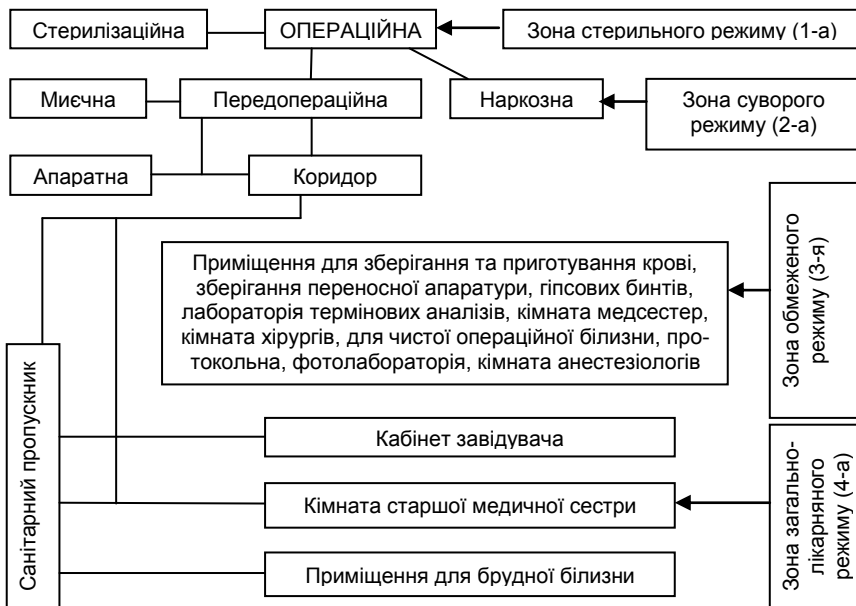 Стерилізаційна
ОПЕРАЦІЙНА
Зона стерильного режиму (1-а)
Миєчна
Передопераційна
Наркозна
Зона суворого
режиму (2-а)
Апаратна
Коридор
Приміщення для зберігання та приготування крові,
зберігання переносної апаратури, гіпсових бинтів,
лабораторія термінових аналізів, кімната медсестер,
кімната хірургів, для чистої операційної білизни, про-
токольна, фотолабораторія, кімната анестезіологів
Зона обмеженого
режиму (3-я)
Санітарний пропускник
Кабінет завідувача
Кімната старшої медичної сестри
Приміщення для брудної білизни
Зона загально-
лікарняного
режиму (4-а)